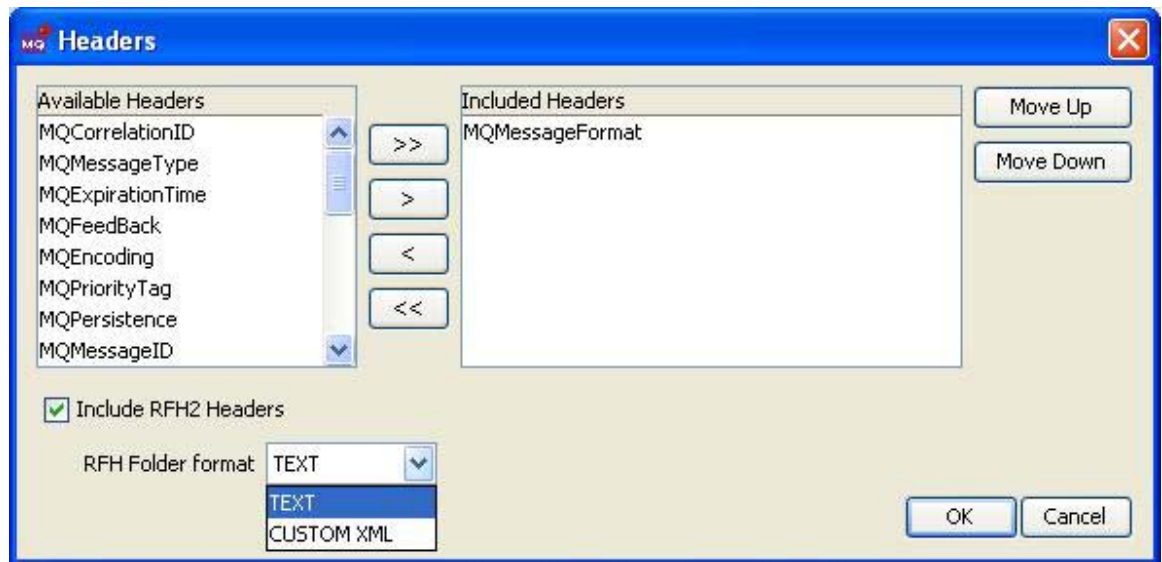 MQ Headers
Available Headers
MQCorrelationID
MQMessageType
MQExpirationTime
MQFeedBack
MQEncoding
MQPriorityTag
MQPersistence
MQMessageID
>>
>
<
<<
Included Headers
MQMessageFormat
Move Up
Move Down
Include RFH2 Headers
RFH Folder format TEXT
TEXT
CUSTOM XML
OK Cancel